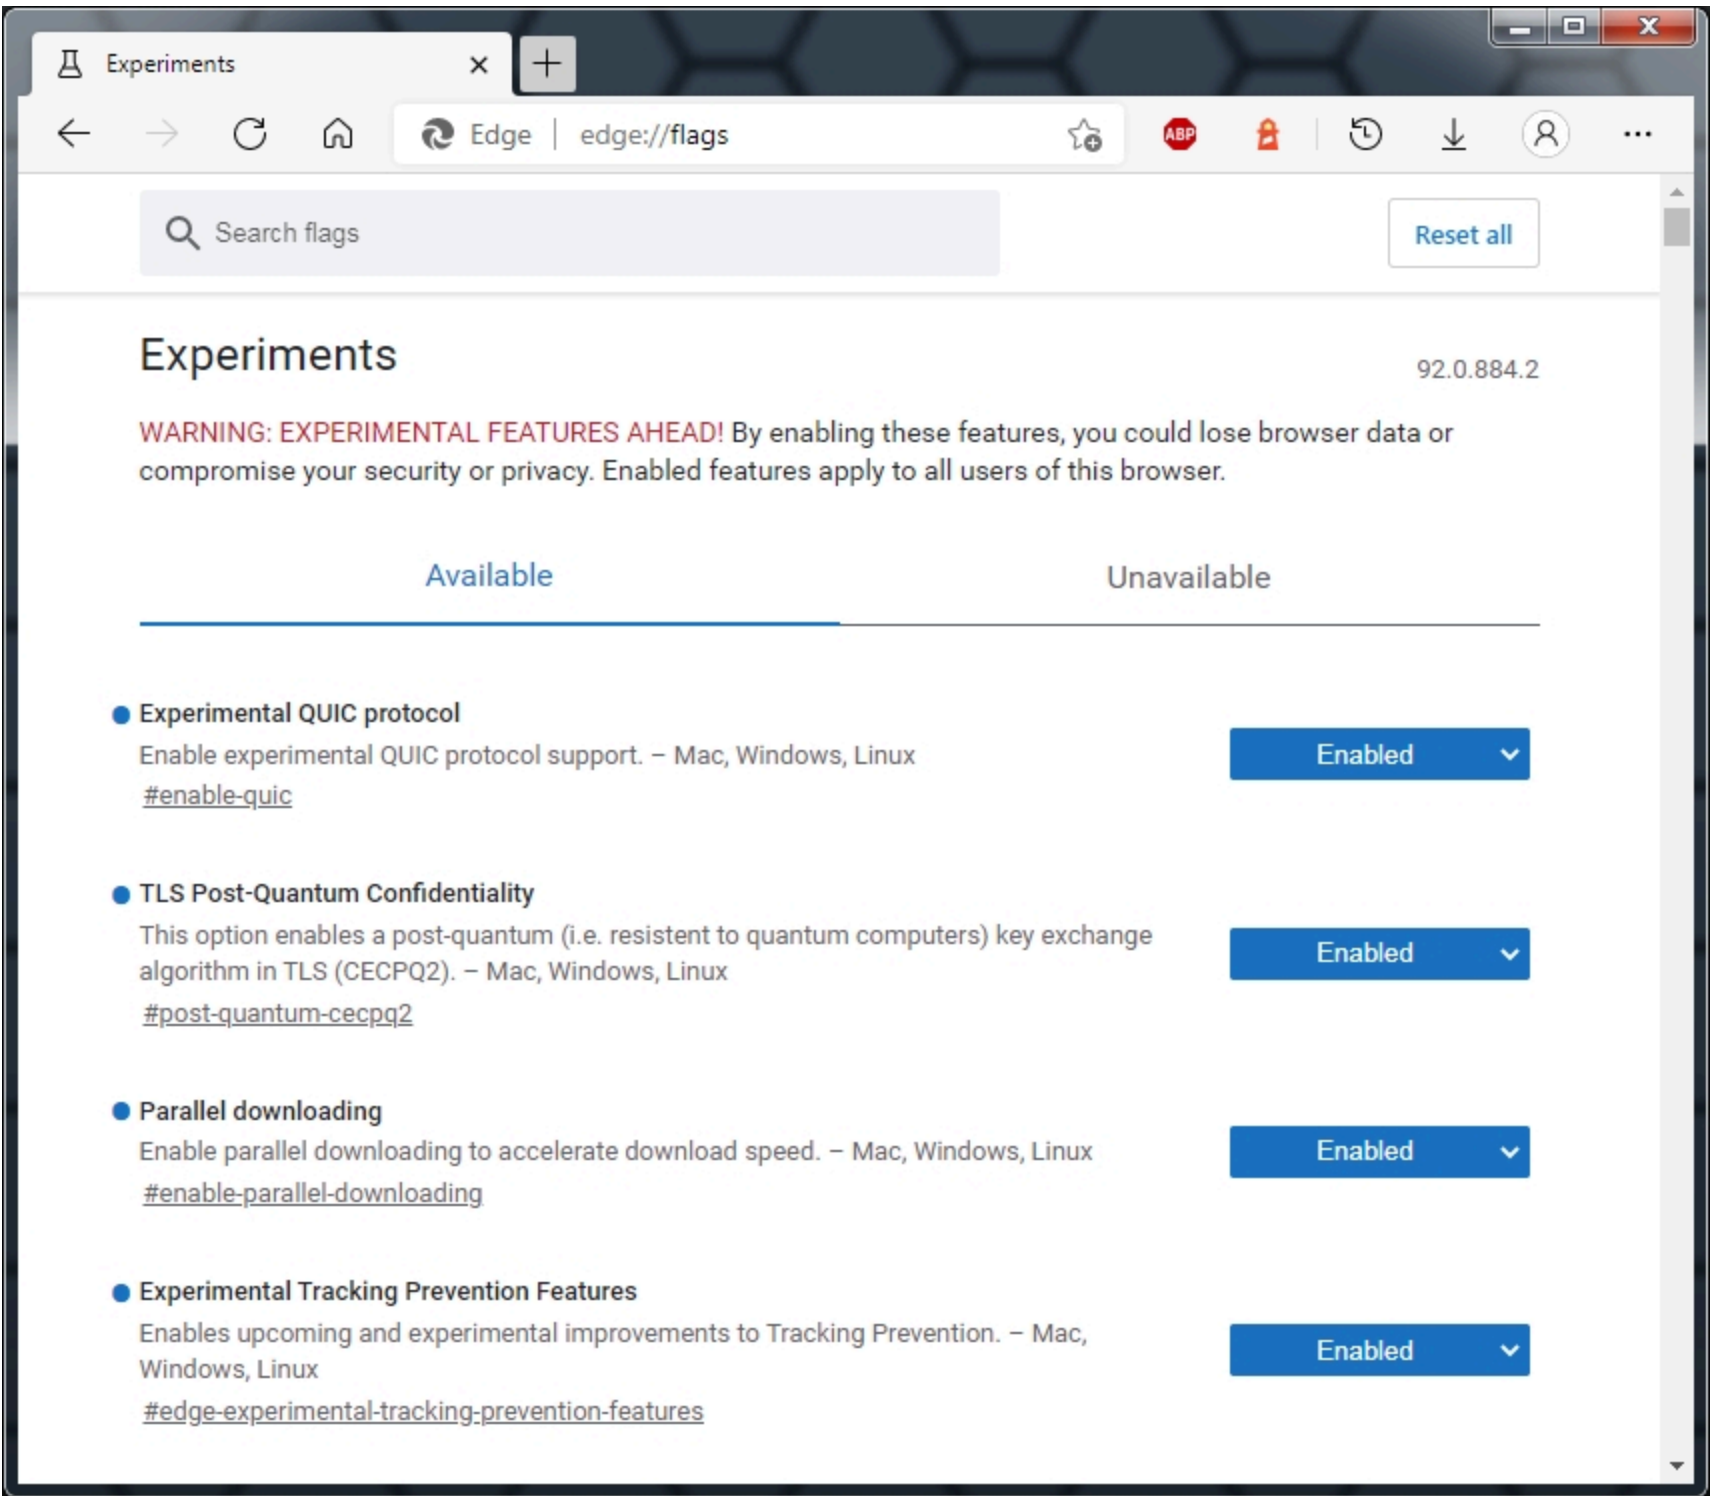 Experiments
Edge edge://flags ABP
Search flags
Reset all
Experiments
92.0.884.2
WARNING: EXPERIMENTAL FEATURES AHEAD! By enabling these features, you could lose browser data or
compromise your security or privacy. Enabled features apply to all users of this browser.
Available
Unavailable
Experimental QUIC protocol
Enable experimental QUIC protocol support. – Mac, Windows, Linux
#enable-quic
Enabled
TLS Post-Quantum Confidentiality
This option enables a post-quantum (i.e. resistent to quantum computers) key exchange
algorithm in TLS (CECPQ2). – Mac, Windows, Linux
#post-quantum-cecpq2
Enabled
Parallel downloading
Enable parallel downloading to accelerate download speed. – Mac, Windows, Linux
#enable-parallel-downloading
Enabled
Experimental Tracking Prevention Features
Enables upcoming and experimental improvements to Tracking Prevention. – Mac,
Windows, Linux
#edge-experimental-tracking-prevention-features
Enabled